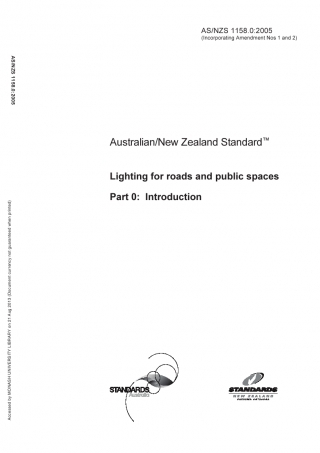 AS/NZS 1158.0:2005
(Incorporating Amendment Nos 1 and 2)
AS/NZS 1158.0:2005
Australian/New Zealand Standard™
Lighting for roads and public spaces
Part 0: Introduction
Accessed by MONASH UNIVERSITY LIBRARY on 21 Aug 2012 (Document currency not guaranteed when printed)
STANDARDS
Australia
STANDARDS
NEW ZEALAND